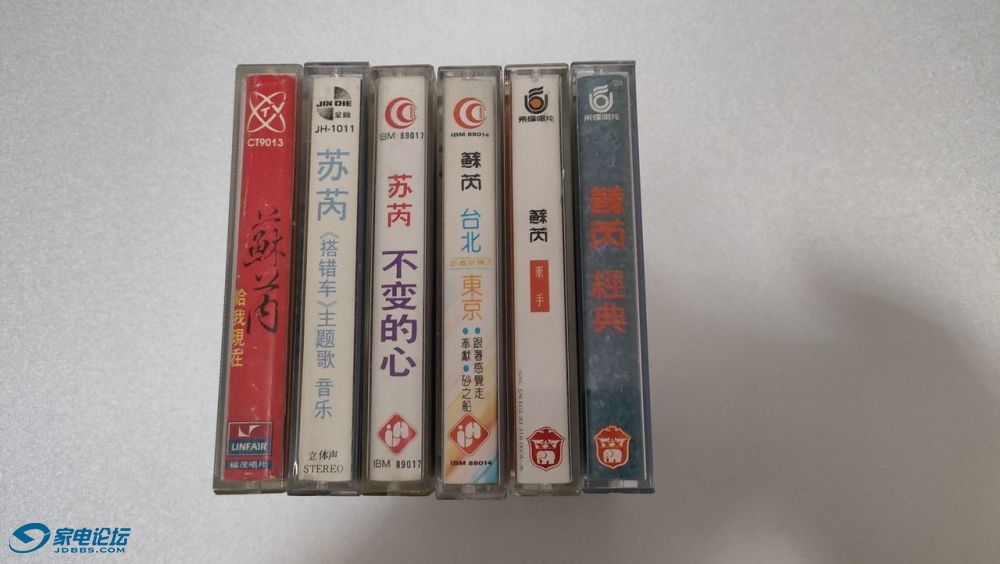 CT9013
蘇芮
給我現在
LINFAIR
福茂唱片
JIN DIE
金蝶
JH-1011
苏芮
《搭错车》主题歌 音乐
立体声
STEREO
IBM 89017
苏芮
不变的心
IBM 89017
IBM 88014
蘇芮
台北
東京
●跟著感覺走
●奉獻●砂之船
IBM 88014
飛碟唱片
蘇芮
牽手
飛碟唱片
蘇芮 經典
家电论坛
JDBBS.COM